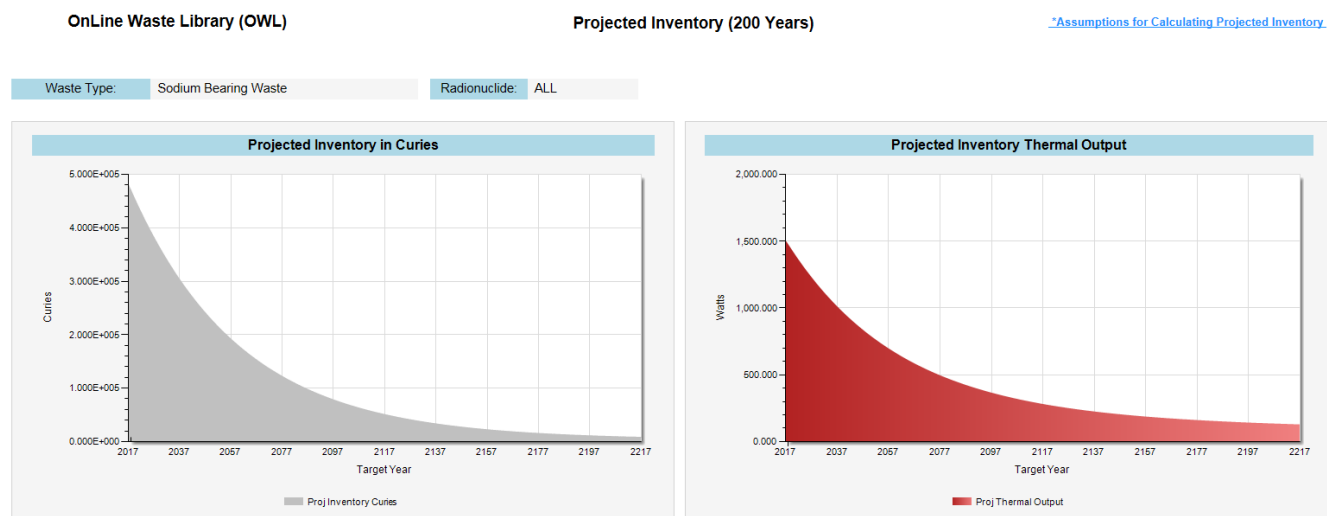 OnLine Waste Library (OWL)
Projected Inventory (200 Years)
*Assumptions for Calculating Projected Inventory
Waste Type: Sodium Bearing Waste Radionuclide: ALL
Projected Inventory in Curies
5.000E+005
4.000E+005
3.000E+005
2.000E+005
1.000E+005
0.000E+000
Curies
2017 2037 2057 2077 2097 2117 2137 2157 2177 2197 2217
Target Year
Proj Inventory Curies
Projected Inventory Thermal Output
2,000.000
1,500.000
1,000.000
500.000
0.000
Watts
2017 2037 2057 2077 2097 2117 2137 2157 2177 2197 2217
Target Year
Proj Thermal Output